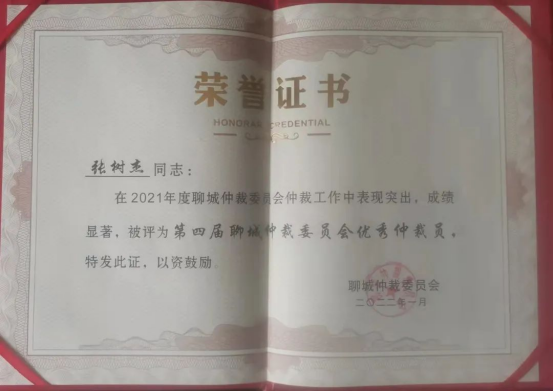 荣誉证书
HONORARY CREDENTIAL
张树杰 同志：
在2021年度聊城仲裁委员会仲裁工作中表现突出，成绩
显著，被评为第四届聊城仲裁委员会优秀仲裁员，
特发此证，以资鼓励。
聊城仲裁委员会
二〇二二年一月